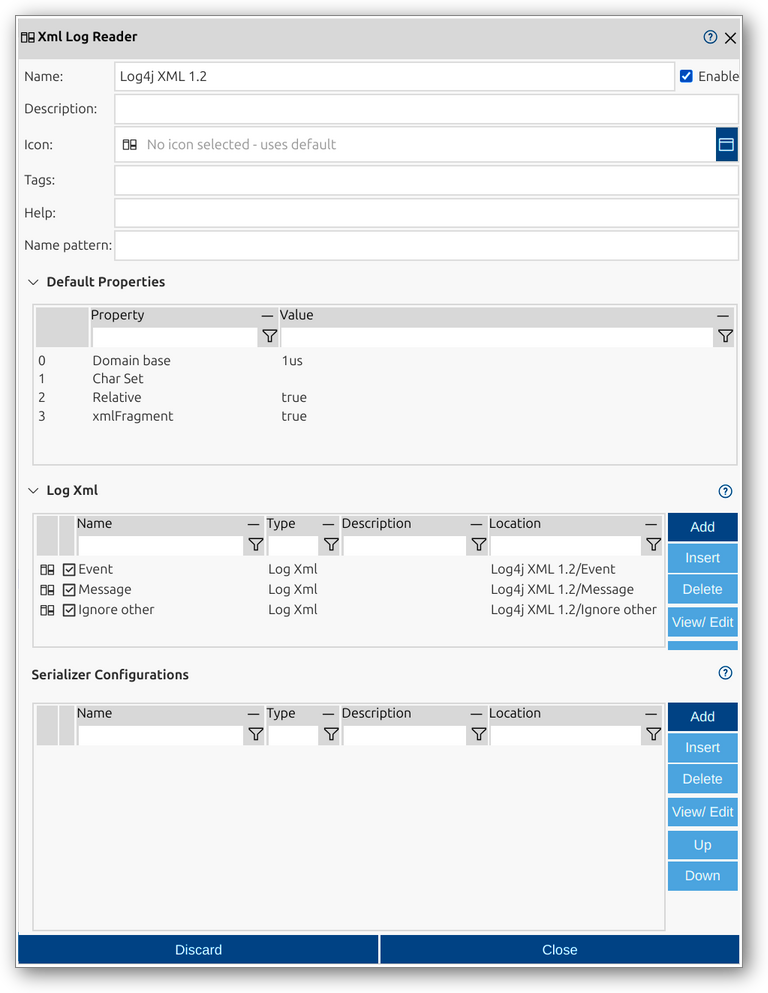 Xml Log Reader
Name: Log4j XML 1.2 Enable
Description:
Icon: No icon selected - uses default
Tags:
Help:
Name pattern:
Default Properties
Property Value
0 Domain base 1us
1 Char Set
2 Relative true
3 xmlFragment true
Log Xml
Name Type Description Location Add
Insert
Event Log Xml Log4j XML 1.2/Event
Message Log Xml Log4j XML 1.2/Message Delete
Ignore other Log Xml Log4j XML 1.2/Ignore other
View/ Edit
Serializer Configurations
Name Type Description Location Add
Insert
Delete
View/ Edit
Up
Down
Discard Close